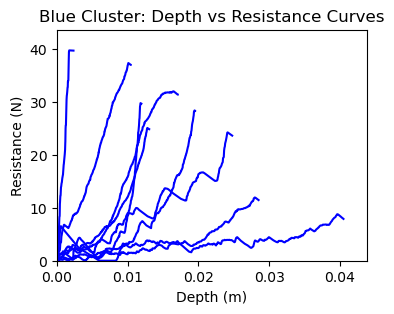 Blue Cluster: Depth vs Resistance Curves
40
30
20
10
0
Resistance (N)
0.00 0.01 0.02 0.03 0.04
Depth (m)